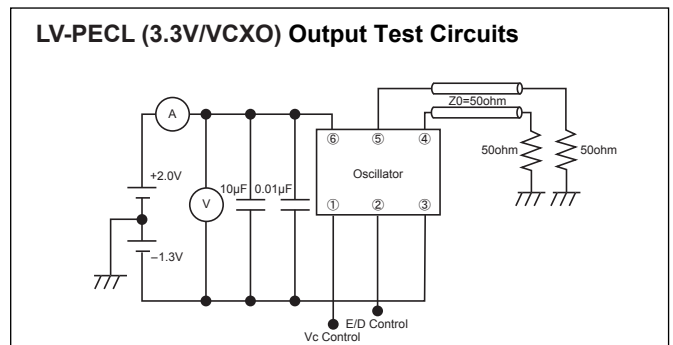 LV-PECL (3.3V/VCXO) Output Test Circuits
A
Z0=50ohm
⑥ ⑤ ④
50ohm 50ohm
Oscillator
+2.0V
10µF 0.01µF
V
① ② ③
−1.3V
E/D Control
Vc Control